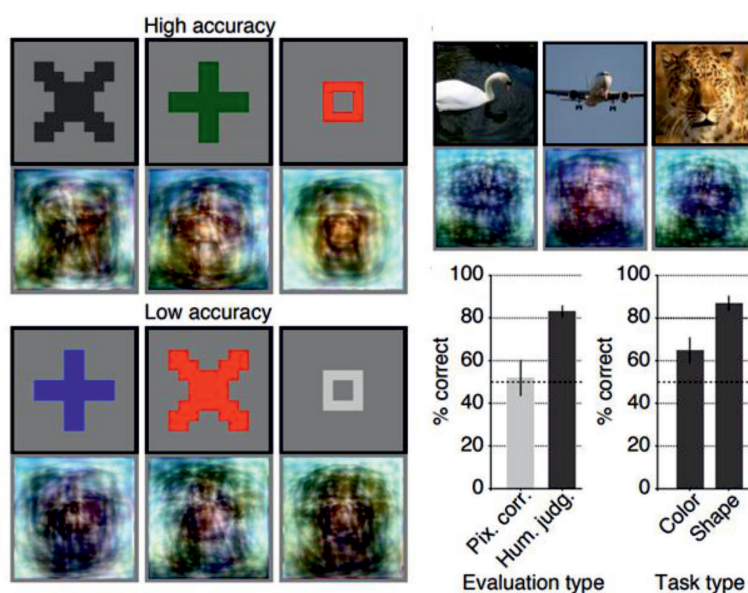 High accuracy
Low accuracy
100
80
60
40
20
0
% correct
Pix. corr.
Hum. judg.
Evaluation type
100
80
60
40
20
0
% correct
Color
Shape
Task type